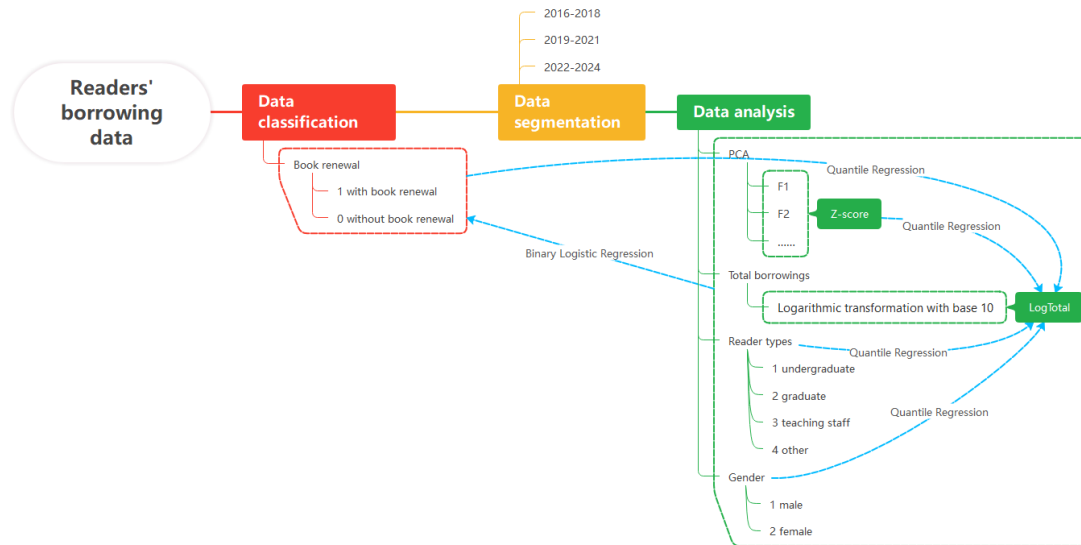 2016-2018
2019-2021
2022-2024
Readers'
borrowing
data
Data
classification
Data
segmentation
Data analysis
Book renewal
1 with book renewal
0 without book renewal
PCA
F1
F2
......
Z-score
Quantile Regression
Quantile Regression
Binary Logistic Regression
Total borrowings
Logarithmic transformation with base 10
LogTotal
Reader types
Quantile Regression
1 undergraduate
2 graduate
3 teaching staff
4 other
Quantile Regression
Gender
1 male
2 female